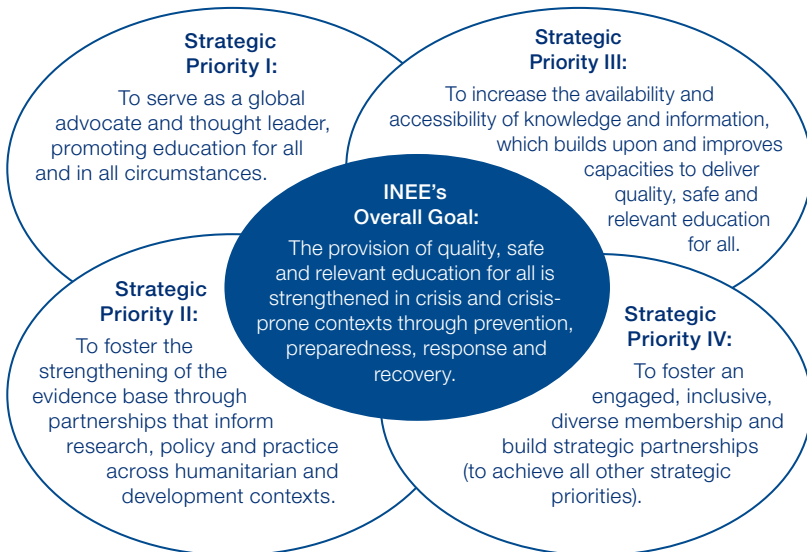 Strategic
Priority I:
To serve as a global
advocate and thought leader,
promoting education for all
and in all circumstances.
Strategic
Priority III:
To increase the availability and
accessibility of knowledge and information,
which builds upon and improves
capacities to deliver
quality, safe and
relevant education
for all.
INEE's
Overall Goal:
The provision of quality, safe
and relevant education for all is
strengthened in crisis and crisis-
prone contexts through prevention,
preparedness, response and
recovery.
Strategic
Priority II:
To foster the
strengthening of the
evidence base through
partnerships that inform
research, policy and practice
across humanitarian and
development contexts.
Strategic
Priority IV:
To foster an
engaged, inclusive,
diverse membership and
build strategic partnerships
(to achieve all other strategic
priorities).